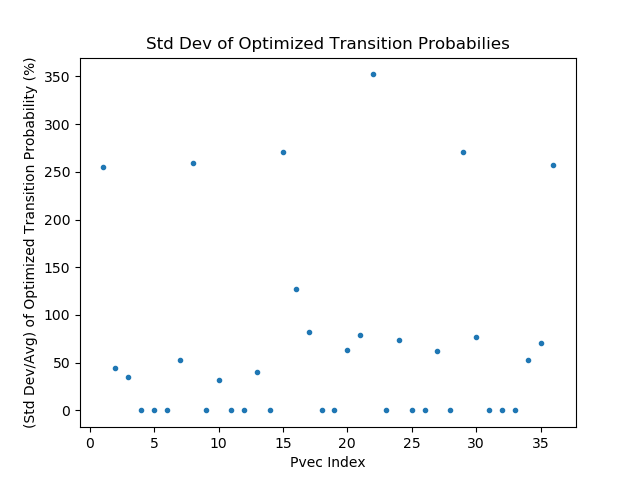 Std Dev of Optimized Transition Probabilies
(Std Dev/Avg) of Optimized Transition Probability (%)
350
300
250
200
150
100
50
0
0 5 10 15 20 25 30 35
Pvec Index